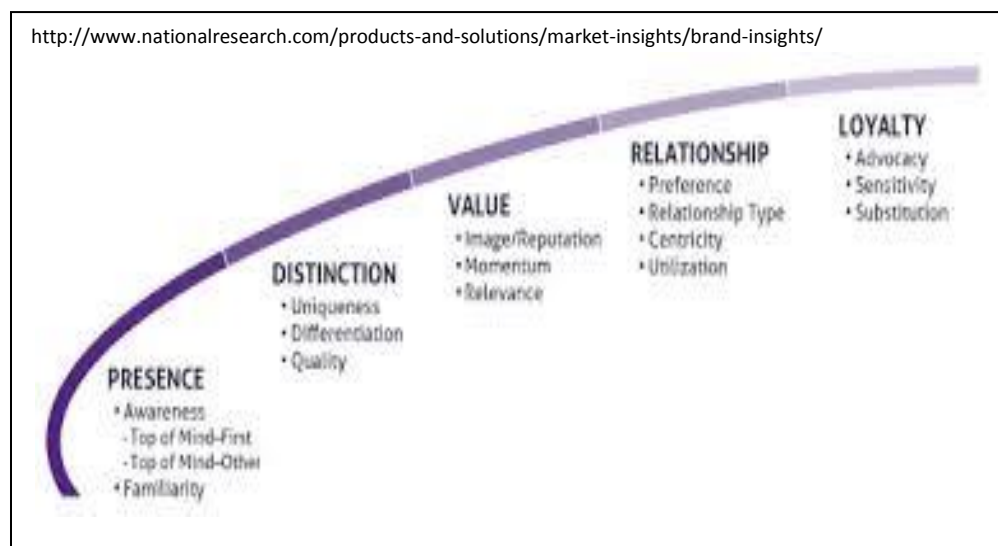 http://www.nationalresearch.com/products-and-solutions/market-insights/brand-insights/
LOYALTY
• Advocacy
• Sensitivity
• Substitution
RELATIONSHIP
• Preference
• Relationship Type
• Centricity
• Utilization
VALUE
• Image/Reputation
• Momentum
• Relevance
DISTINCTION
• Uniqueness
• Differentiation
• Quality
PRESENCE
• Awareness
- Top of Mind-First
- Top of Mind-Other
• Familiarity